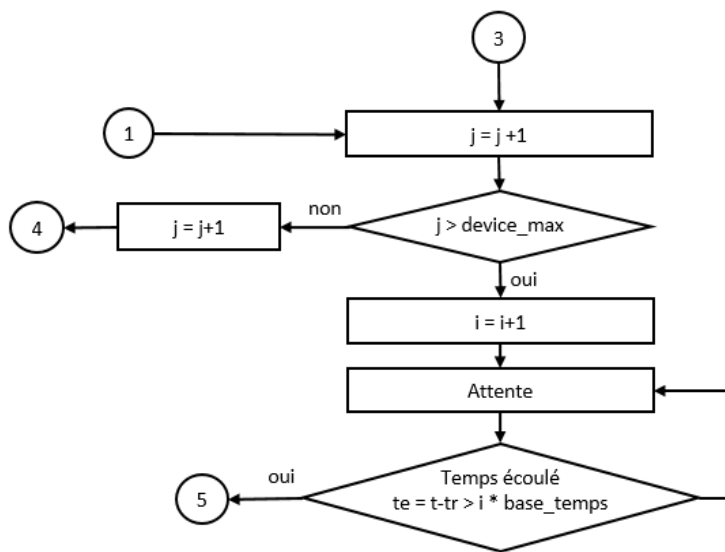 3
1
j = j +1
non
4
j = j+1
j > device_max
oui
i = i+1
Attente
oui
Temps écoulé
5
te = t-tr > i * base_temps